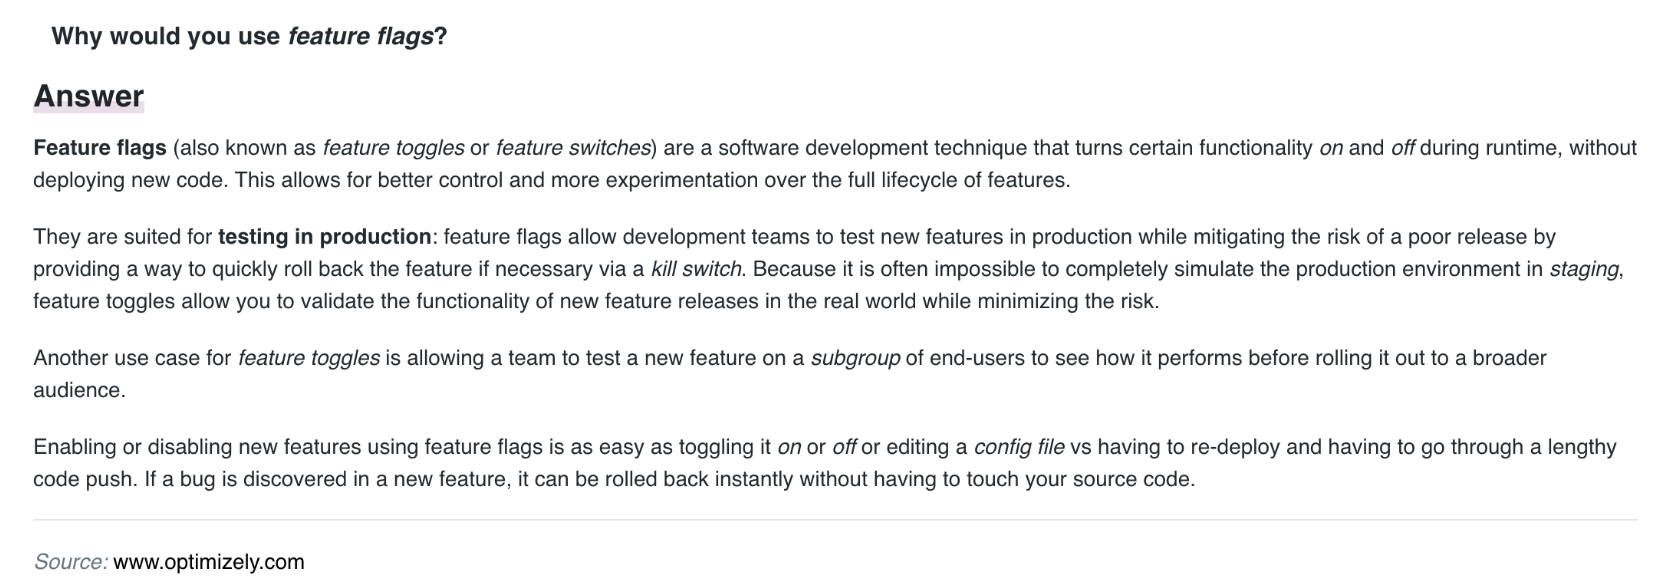 Why would you use feature flags?
Answer
Feature flags (also known as feature toggles or feature switches) are a software development technique that turns certain functionality on and off during runtime, without
deploying new code. This allows for better control and more experimentation over the full lifecycle of features.
They are suited for testing in production: feature flags allow development teams to test new features in production while mitigating the risk of a poor release by
providing a way to quickly roll back the feature if necessary via a kill switch. Because it is often impossible to completely simulate the production environment in staging,
feature toggles allow you to validate the functionality of new feature releases in the real world while minimizing the risk.
Another use case for feature toggles is allowing a team to test a new feature on a subgroup of end-users to see how it performs before rolling it out to a broader
audience.
Enabling or disabling new features using feature flags is as easy as toggling it on or off or editing a config file vs having to re-deploy and having to go through a lengthy
code push. If a bug is discovered in a new feature, it can be rolled back instantly without having to touch your source code.
Source: www.optimizely.com